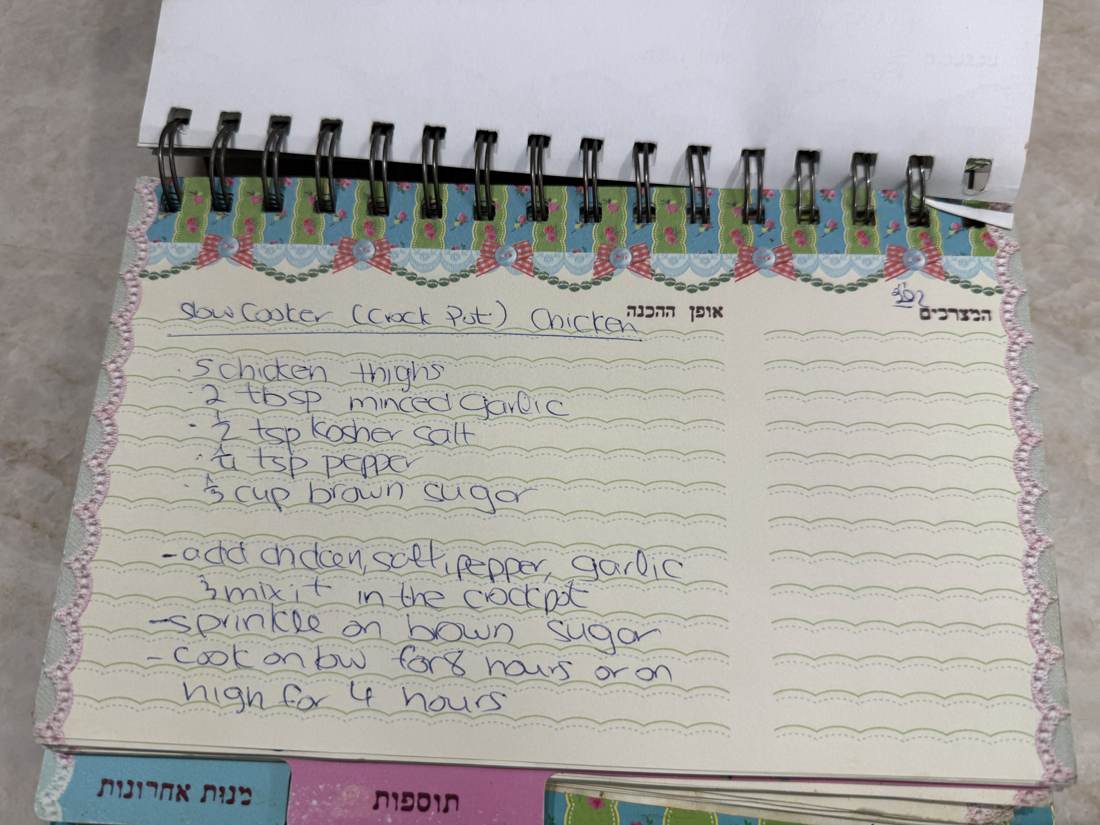 אופן ההכנה
המצרכים
Slow Cooker (Crock Pot) Chicken
· 5 chicken thighs
· 2 tbsp minced garlic
· 1/2 tsp kosher salt
· 1/4 tsp pepper
· 1/3 cup brown sugar
- add chicken, salt, pepper, garlic
& mix it in the crockpot
- sprinkle on brown sugar
- cook on low for 8 hours or on
high for 4 hours
מנות אחרונות
תוספות